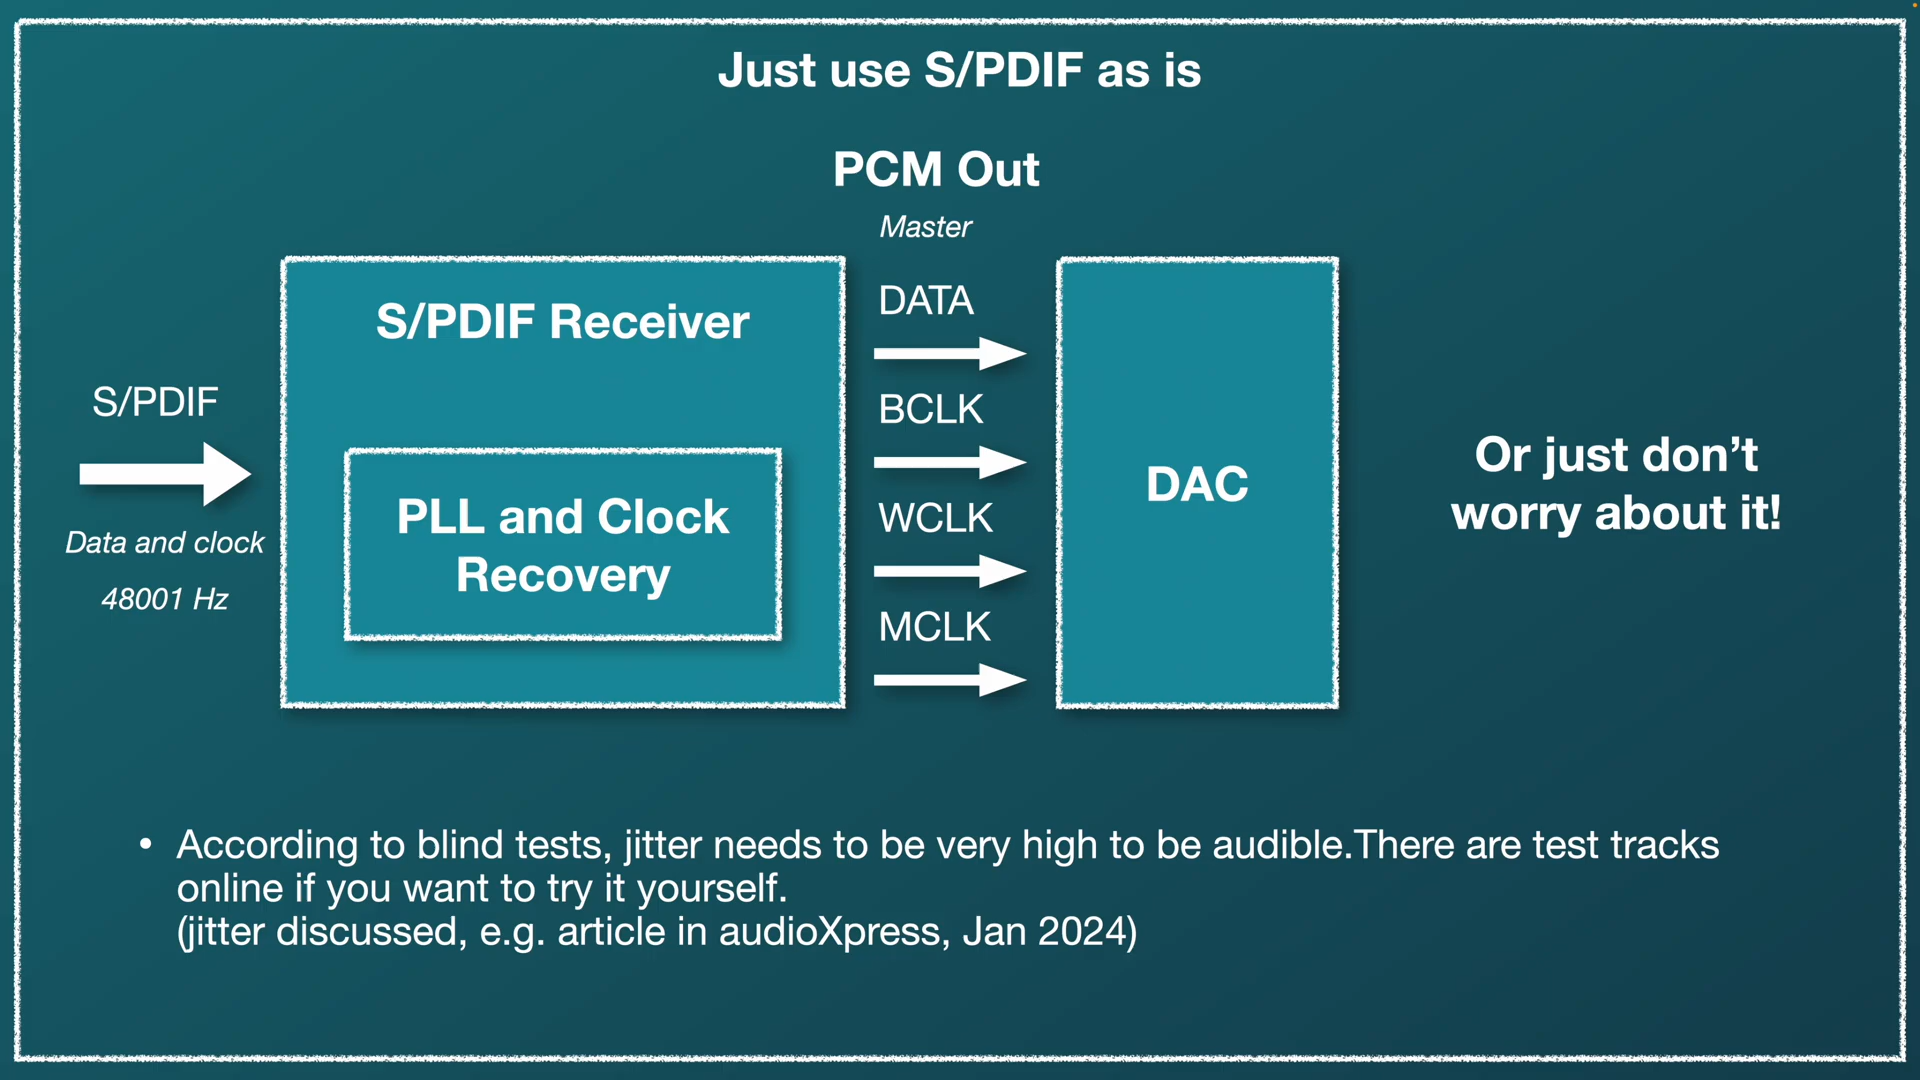 Just use S/PDIF as is
PCM Out
Master
S/PDIF Receiver
DATA
S/PDIF
BCLK
Data and clock
48001 Hz
PLL and Clock
Recovery
WCLK
MCLK
DAC
Or just don’t
worry about it!
• According to blind tests, jitter needs to be very high to be audible.There are test tracks
online if you want to try it yourself.
(jitter discussed, e.g. article in audioXpress, Jan 2024)